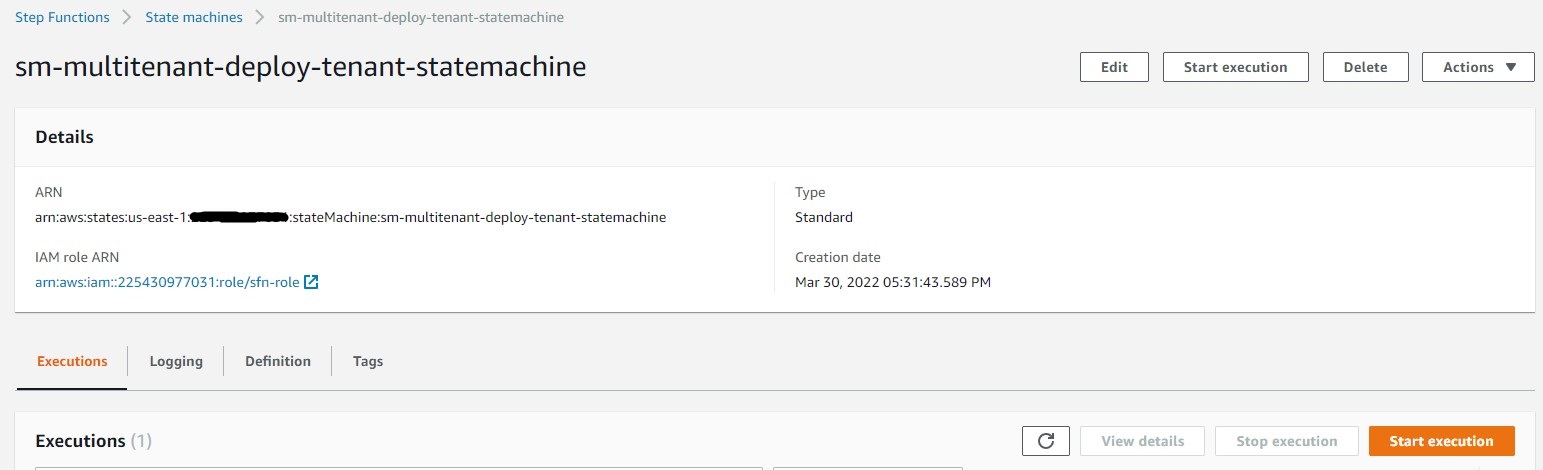 Step Functions > State machines > sm-multitenant-deploy-tenant-statemachine
sm-multitenant-deploy-tenant-statemachine
Edit
Start execution
Delete
Actions ▼
Details
ARN
arn:aws:states:us-east-1: :stateMachine:sm-multitenant-deploy-tenant-statemachine
IAM role ARN
arn:aws:iam::225430977031:role/sfn-role
Type
Standard
Creation date
Mar 30, 2022 05:31:43.589 PM
Executions
Logging
Definition
Tags
Executions (1)
View details
Stop execution
Start execution